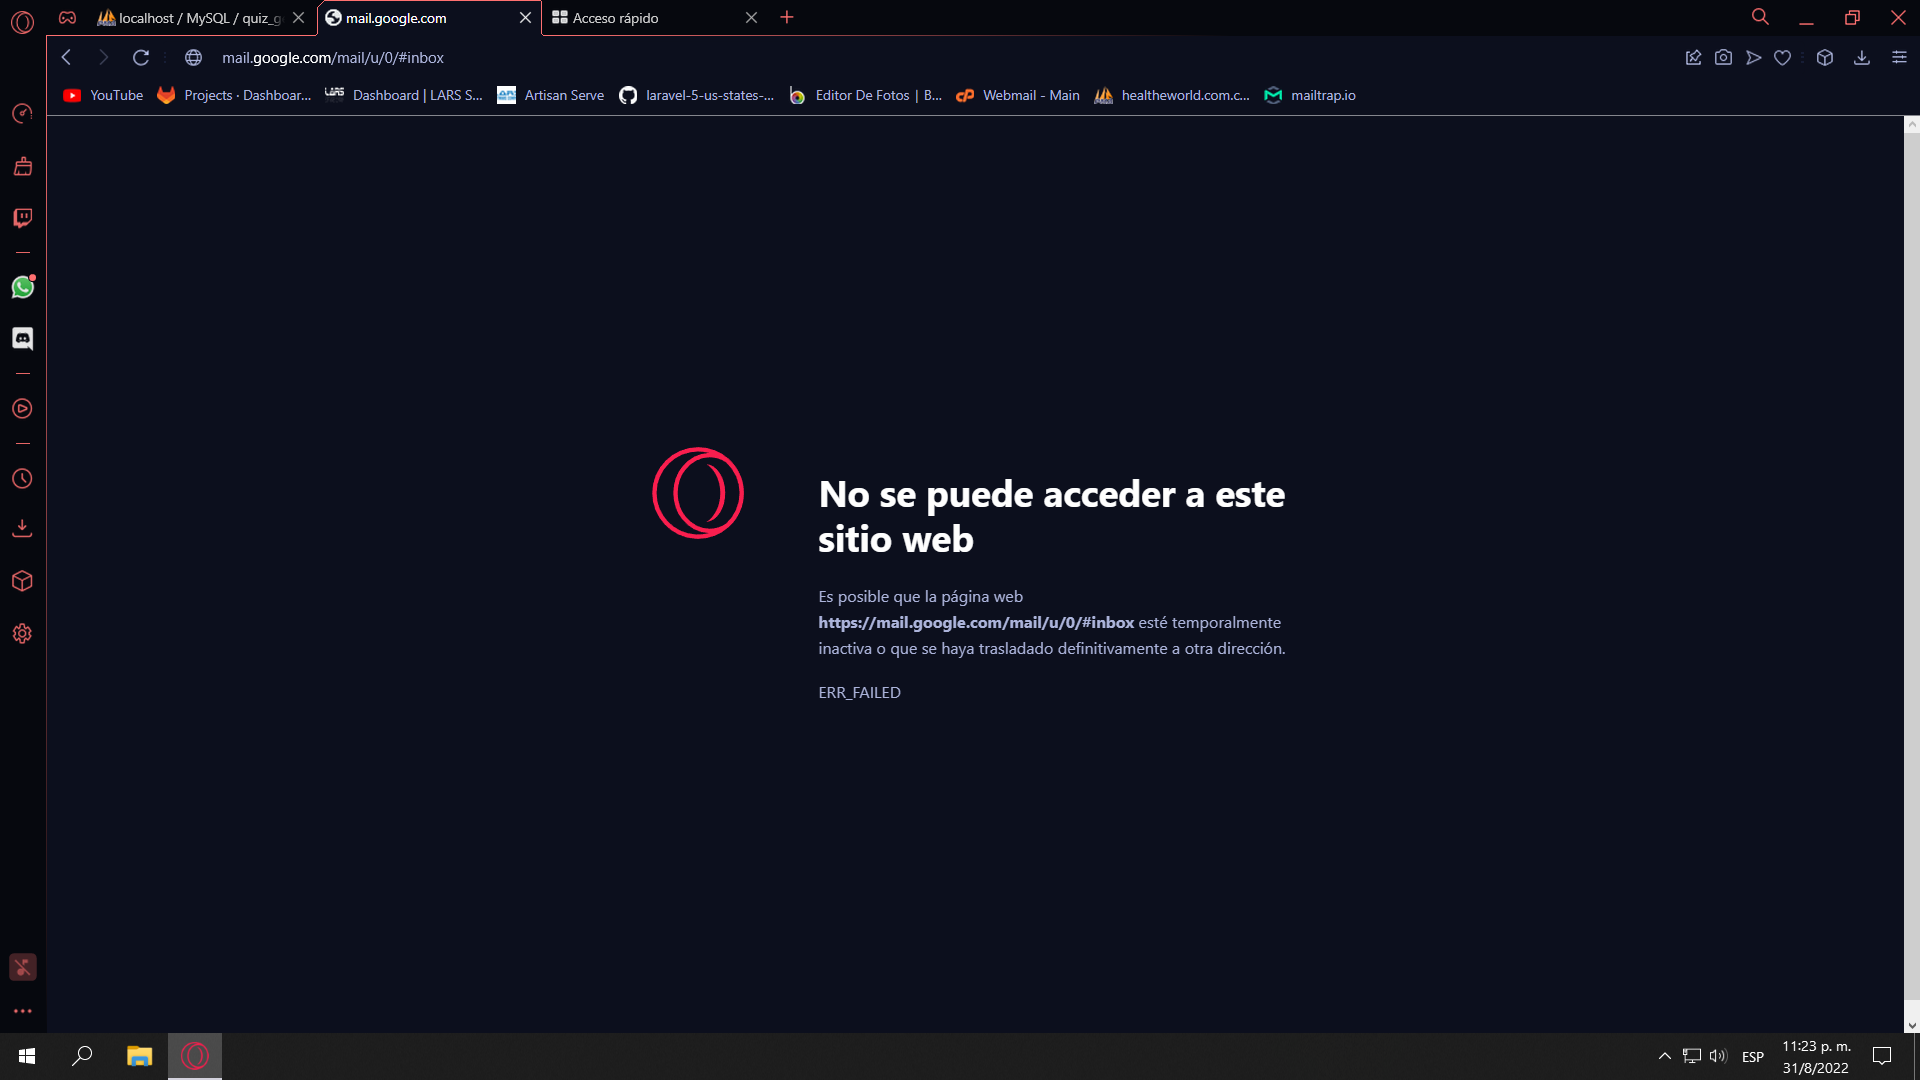 localhost / MySQL / quiz_g
mail.google.com
Acceso rápido
mail.google.com/mail/u/0/#inbox
YouTube
Projects · Dashboar...
LARS
Dashboard | LARS S...
Artisan Serve
laravel-5-us-states-...
Editor De Fotos | B...
cP
Webmail - Main
healtheworld.com.c...
mailtrap.io
No se puede acceder a este
sitio web
Es posible que la página web
https://mail.google.com/mail/u/0/#inbox esté temporalmente
inactiva o que se haya trasladado definitivamente a otra dirección.
ERR_FAILED
ESP
11:23 p. m.
31/8/2022